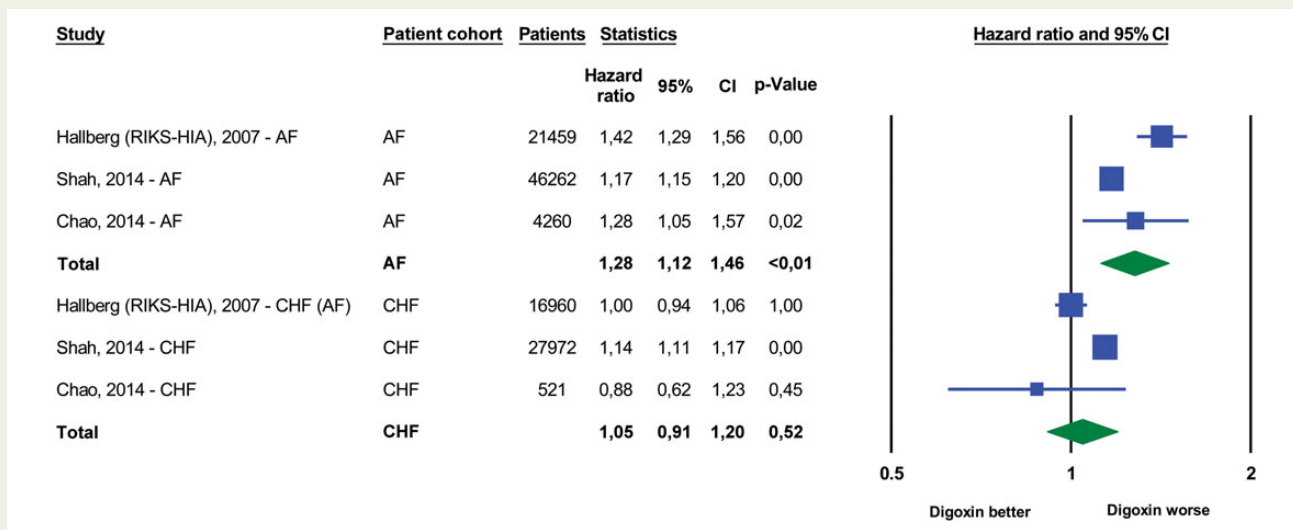 Study Patient cohort Patients Statistics Hazard ratio and 95% CI
Hazard ratio 95% CI p-Value
Hallberg (RIKS-HIA), 2007 - AF AF 21459 1,42 1,29 1,56 0,00
Shah, 2014 - AF AF 46262 1,17 1,15 1,20 0,00
Chao, 2014 - AF AF 4260 1,28 1,05 1,57 0,02
Total AF 1,28 1,12 1,46 <0,01
Hallberg (RIKS-HIA), 2007 - CHF (AF) CHF 16960 1,00 0,94 1,06 1,00
Shah, 2014 - CHF CHF 27972 1,14 1,11 1,17 0,00
Chao, 2014 - CHF CHF 521 0,88 0,62 1,23 0,45
Total CHF 1,05 0,91 1,20 0,52
0.5 1 2
Digoxin better Digoxin worse